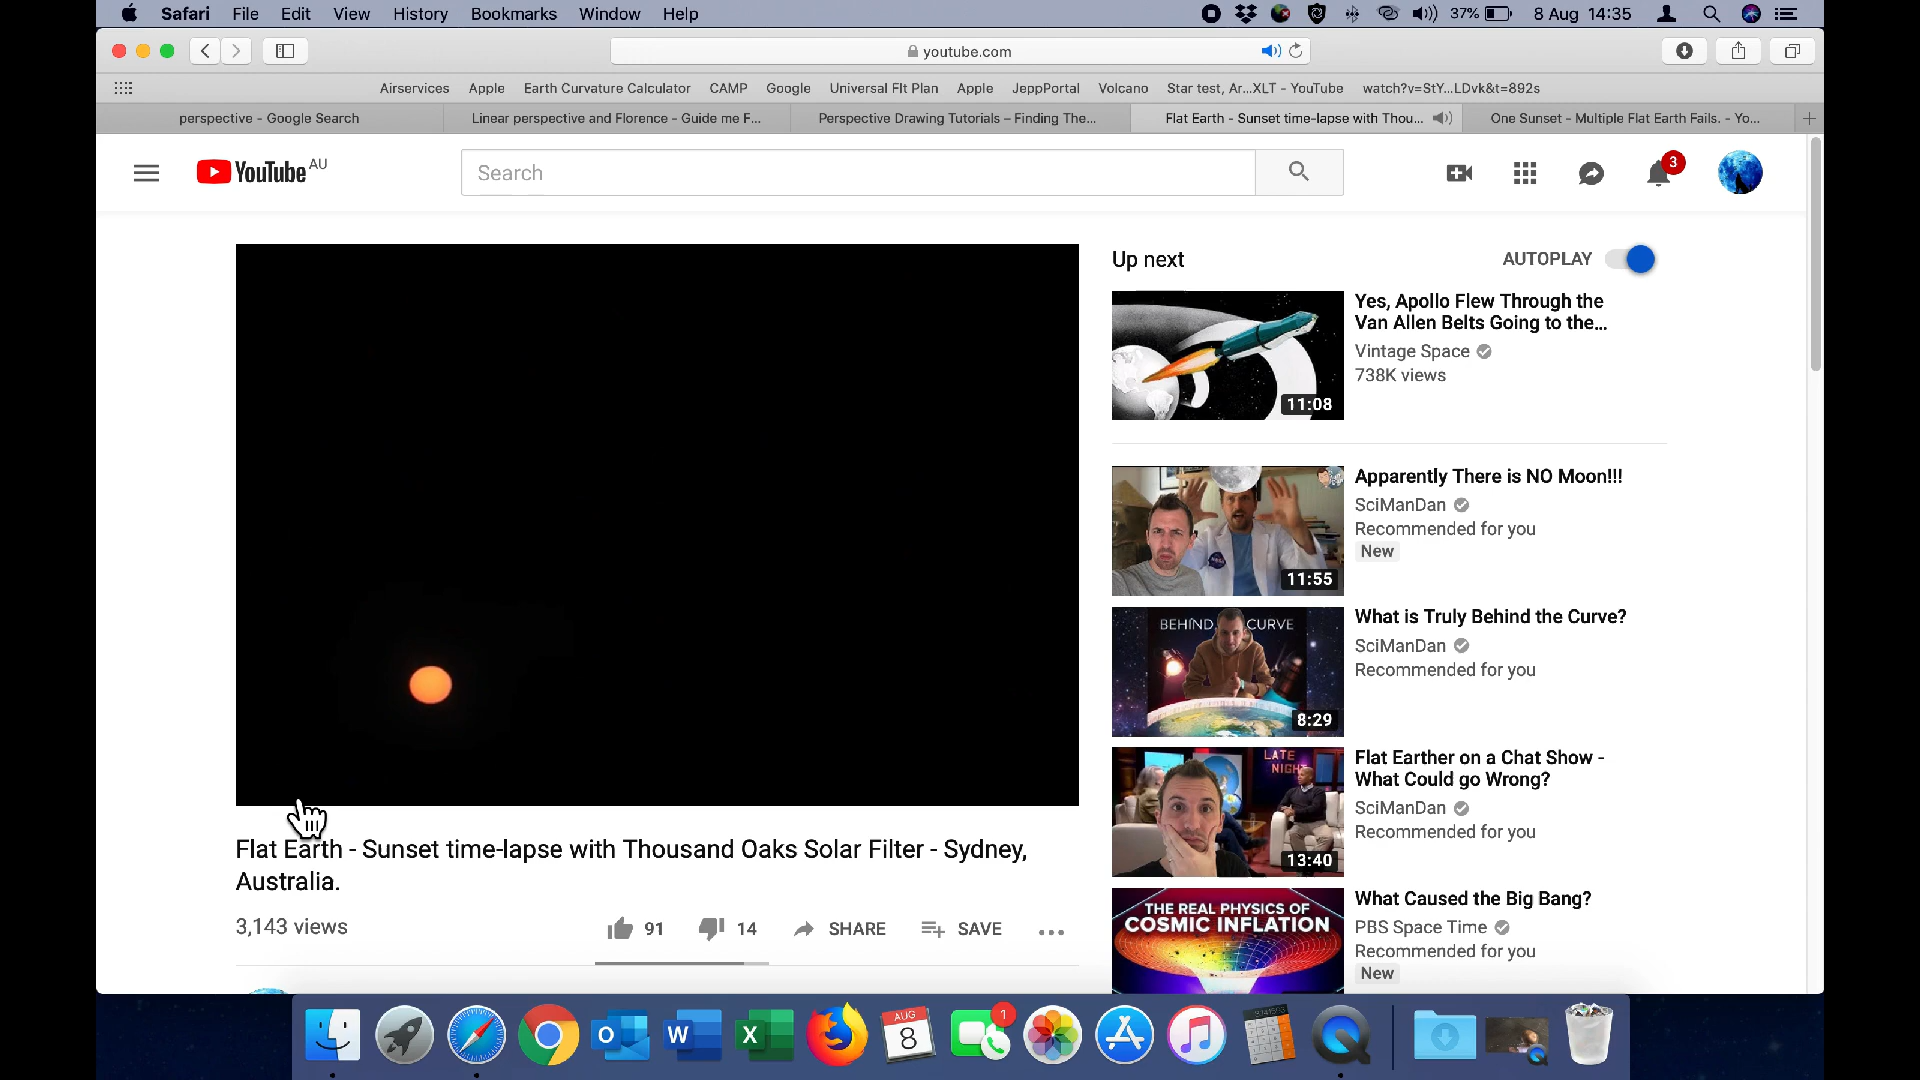 Safari File Edit View History Bookmarks Window Help 37% 8 Aug 14:35
youtube.com
Airservices Apple Earth Curvature Calculator CAMP Google Universal Flt Plan Apple JeppPortal Volcano Star test, Ar...XLT - YouTube watch?v=StY...LDvk&t=892s
perspective - Google Search Linear perspective and Florence - Guide me F... Perspective Drawing Tutorials – Finding The... Flat Earth - Sunset time-lapse with Thou... One Sunset - Multiple Flat Earth Fails. - Yo...
YouTube AU Search 3
Up next AUTOPLAY
Yes, Apollo Flew Through the
Van Allen Belts Going to the...
Vintage Space
738K views
11:08
Apparently There is NO Moon!!!
SciManDan
Recommended for you
New
11:55
BEHIND CURVE
What is Truly Behind the Curve?
SciManDan
Recommended for you
8:29
LATE
NIGHT
Flat Earther on a Chat Show -
What Could go Wrong?
SciManDan
Recommended for you
13:40
THE REAL PHYSICS OF
COSMIC INFLATION
What Caused the Big Bang?
PBS Space Time
Recommended for you
New
Flat Earth - Sunset time-lapse with Thousand Oaks Solar Filter - Sydney,
Australia.
3,143 views 91 14 SHARE SAVE
O W X AUG 8 1